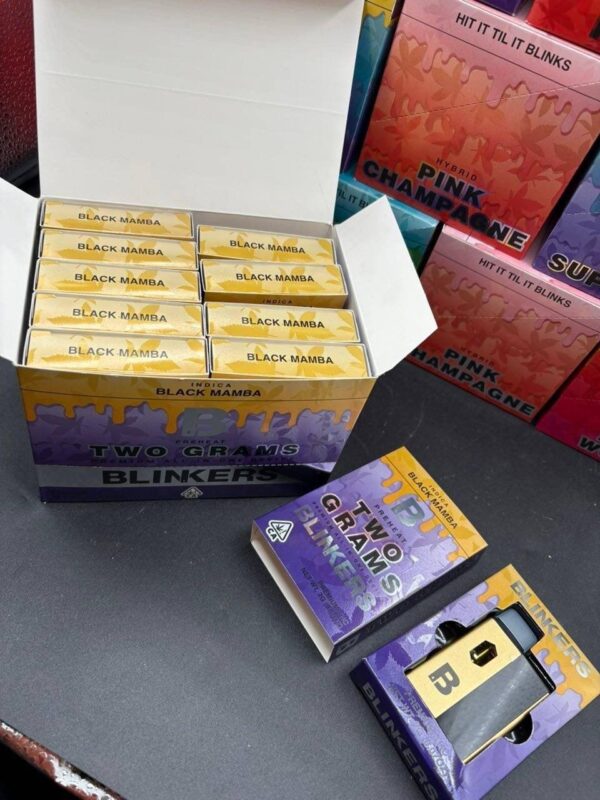 HIT IT TIL IT BLINKS
HYBRID
PINK
CHAMPAGNE
HIT IT TIL IT BLINKS
HYBRID
PINK
CHAMPAGNE
SUP
W
BLACK MAMBA
BLACK MAMBA
BLACK MAMBA
BLACK MAMBA
BLACK MAMBA
BLACK MAMBA
BLACK MAMBA
INDICA
BLACK MAMBA
BLACK MAMBA
INDICA
BLACK MAMBA
B
PREHEAT
TWO GRAMS
BLINKERS
CA
INDICA
BLACK MAMBA
B
PREHEAT
TWO
GRAMS
BLINKERS
CA
BLINKERS
B
BLINKERS